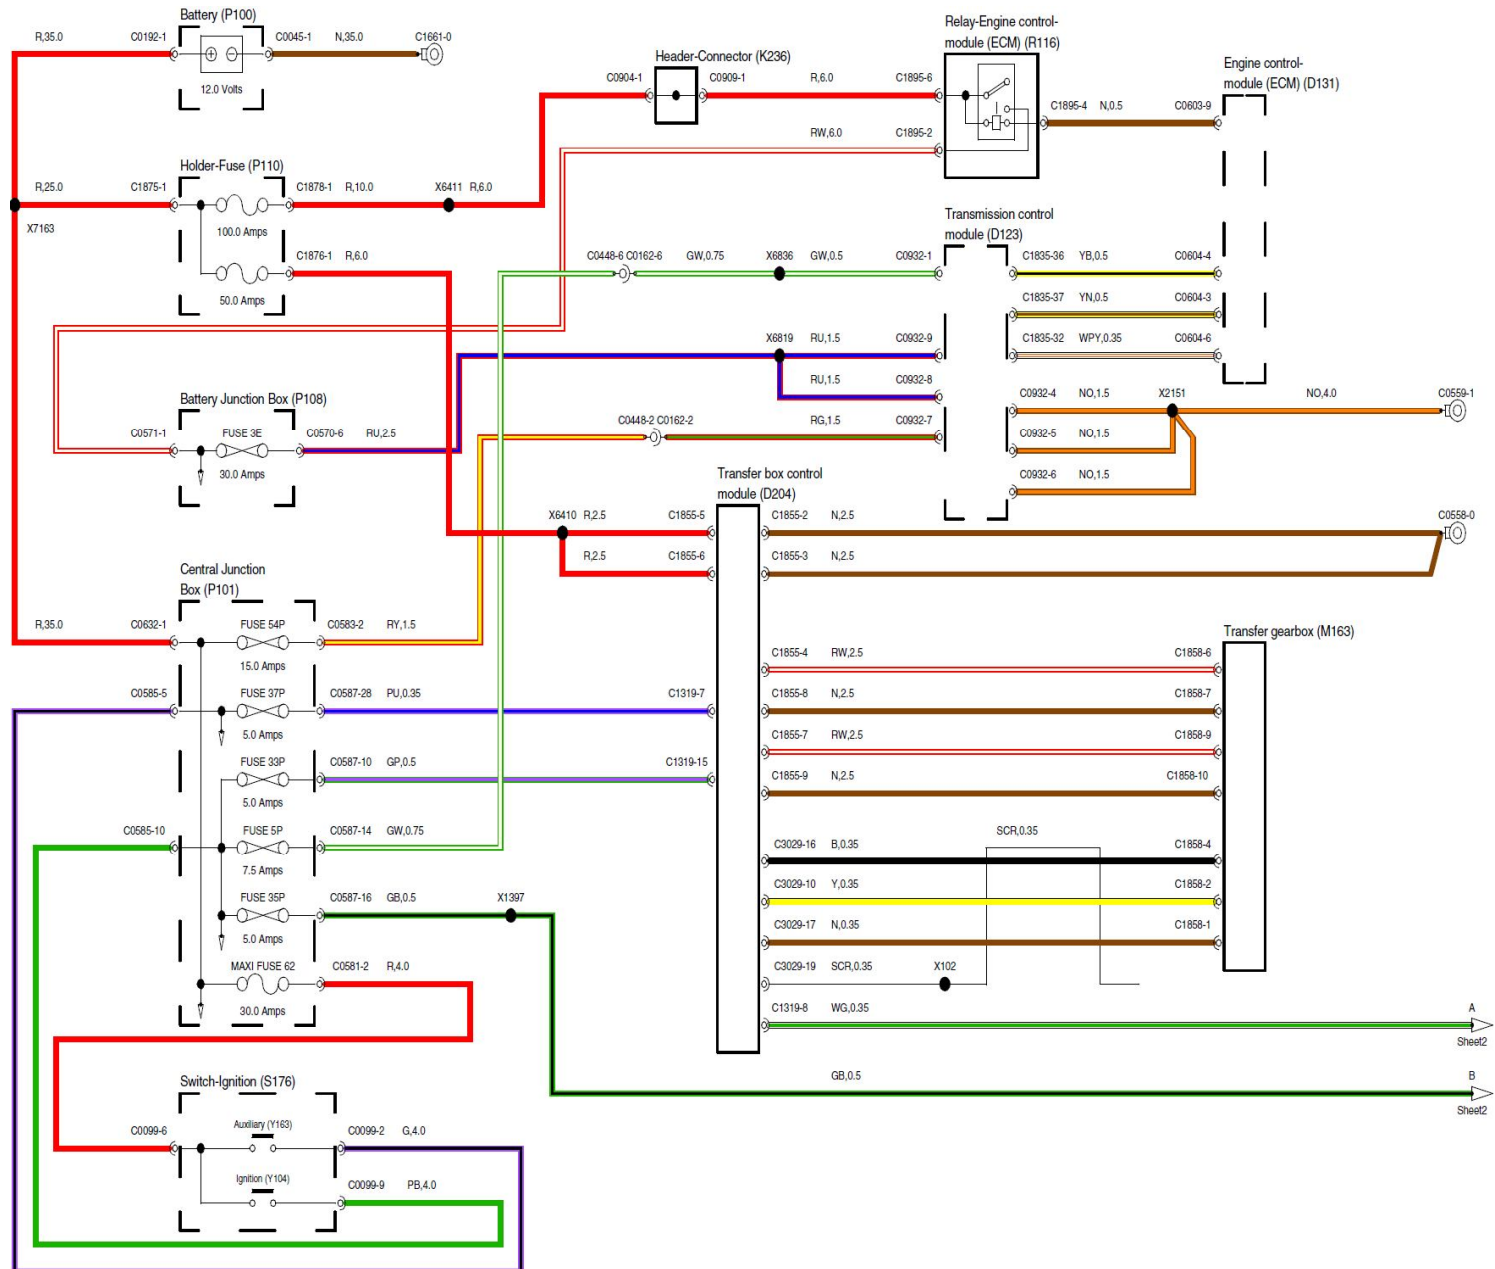 Battery (P100)
R,35.0 C0192-1 C0045-1 N,35.0 C1661-0
12.0 Volts
Relay-Engine control-
module (ECM) (R116)
Header-Connector (K236)
C0904-1 C0909-1 R,6.0 C1895-6
Engine control-
module (ECM) (D131)
C1895-4 N,0.5 C0603-9
RW,6.0 C1895-2
Holder-Fuse (P110)
R,25.0 C1875-1 C1878-1 R,10.0 X6411 R,6.0
X7163
100.0 Amps
C1876-1 R,6.0
50.0 Amps
Transmission control
module (D123)
C0448-6 C0162-6 GW,0.75 X6836 GW,0.5 C0932-1 C1835-36 YB,0.5 C0604-4
C1835-37 YN,0.5 C0604-3
X6819 RU,1.5 C0932-9 C1835-32 WPY,0.35 C0604-6
RU,1.5 C0932-8
C0932-4 NO,1.5 X2151 NO,4.0 C0559-1
Battery Junction Box (P108)
C0571-1 FUSE 3E C0570-6 RU,2.5
30.0 Amps
C0448-2 C0162-2 RG,1.5 C0932-7
C0932-5 NO,1.5
C0932-6 NO,1.5
Transfer box control
module (D204)
X6410 R,2.5 C1855-5 C1855-2 N,2.5 C0558-0
R,2.5 C1855-6 C1855-3 N,2.5
Central Junction
Box (P101)
R,35.0 C0632-1 FUSE 54P C0583-2 RY,1.5
15.0 Amps
Transfer gearbox (M163)
C1855-4 RW,2.5 C1858-6
C0585-5 FUSE 37P C0587-28 PU,0.35 C1319-7 C1855-8 N,2.5 C1858-7
5.0 Amps
C1855-7 RW,2.5 C1858-9
FUSE 33P C0587-10 GP,0.5 C1319-15 C1855-9 N,2.5 C1858-10
5.0 Amps
C0585-10 FUSE 5P C0587-14 GW,0.75
7.5 Amps
SCR,0.35
C3029-16 B,0.35 C1858-4
C3029-10 Y,0.35 C1858-2
FUSE 35P C0587-16 GB,0.5 X1397
5.0 Amps
C3029-17 N,0.35 C1858-1
MAXI FUSE 62 C0581-2 R,4.0
30.0 Amps
C3029-19 SCR,0.35 X102
C1319-8 WG,0.35 A
Sheet2
GB,0.5 B
Sheet2
Switch-Ignition (S176)
C0099-6 Auxiliary (Y163) C0099-2 G,4.0
Ignition (Y104) C0099-9 PB,4.0